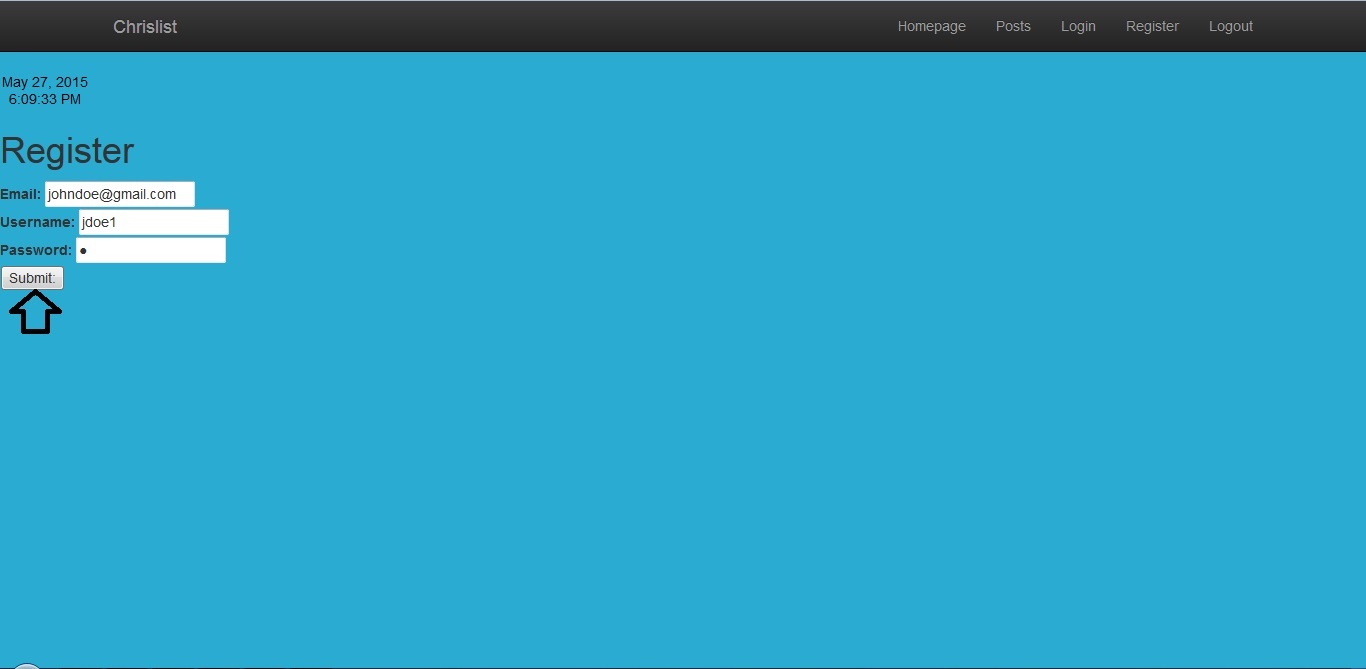 Chrislist Homepage Posts Login Register Logout
May 27, 2015
6:09:33 PM
Register
Email: johndoe@gmail.com
Username: jdoe1
Password: ●
Submit: